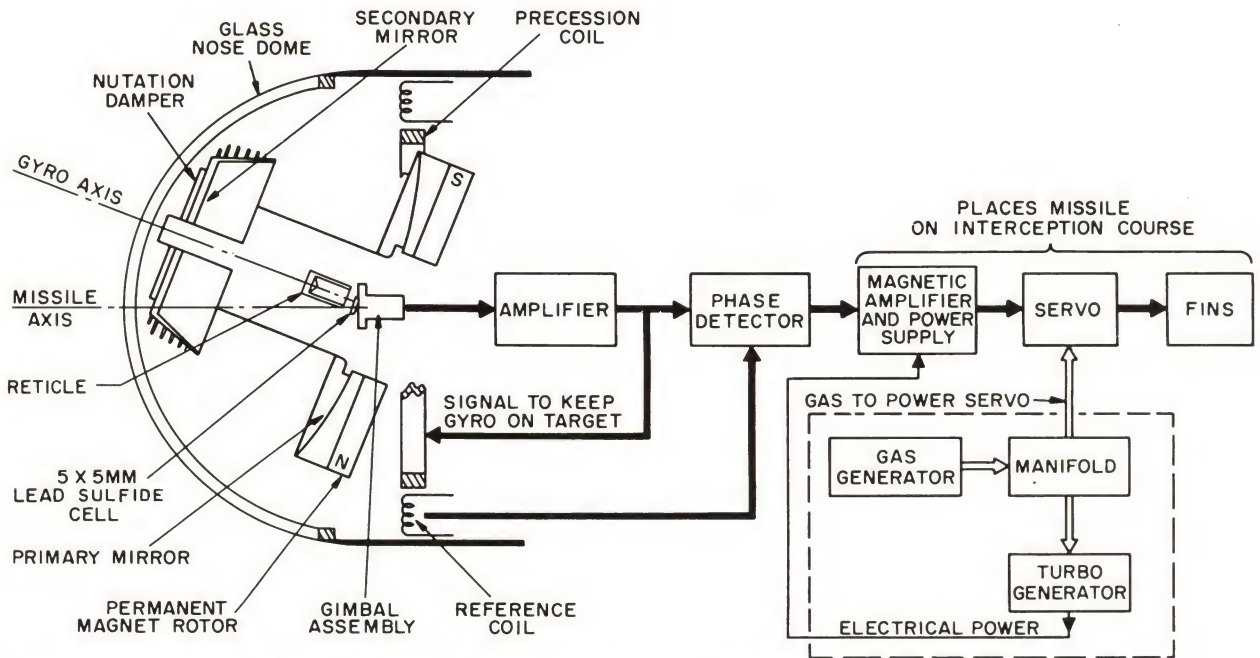 GLASS
NOSE DOME
SECONDARY
MIRROR
PRECESSION
COIL
NUTATION
DAMPER
GYRO AXIS
S
PLACES MISSILE
ON INTERCEPTION COURSE
MISSILE
AXIS
AMPLIFIER
PHASE
DETECTOR
MAGNETIC
AMPLIFIER
AND POWER
SUPPLY
SERVO
FINS
RETICLE
SIGNAL TO KEEP
GYRO ON TARGET
GAS TO POWER SERVO
N
GAS
GENERATOR
MANIFOLD
5 X 5MM
LEAD SULFIDE
CELL
PRIMARY MIRROR
TURBO
GENERATOR
PERMANENT
MAGNET ROTOR
GIMBAL
ASSEMBLY
REFERENCE
COIL
ELECTRICAL POWER